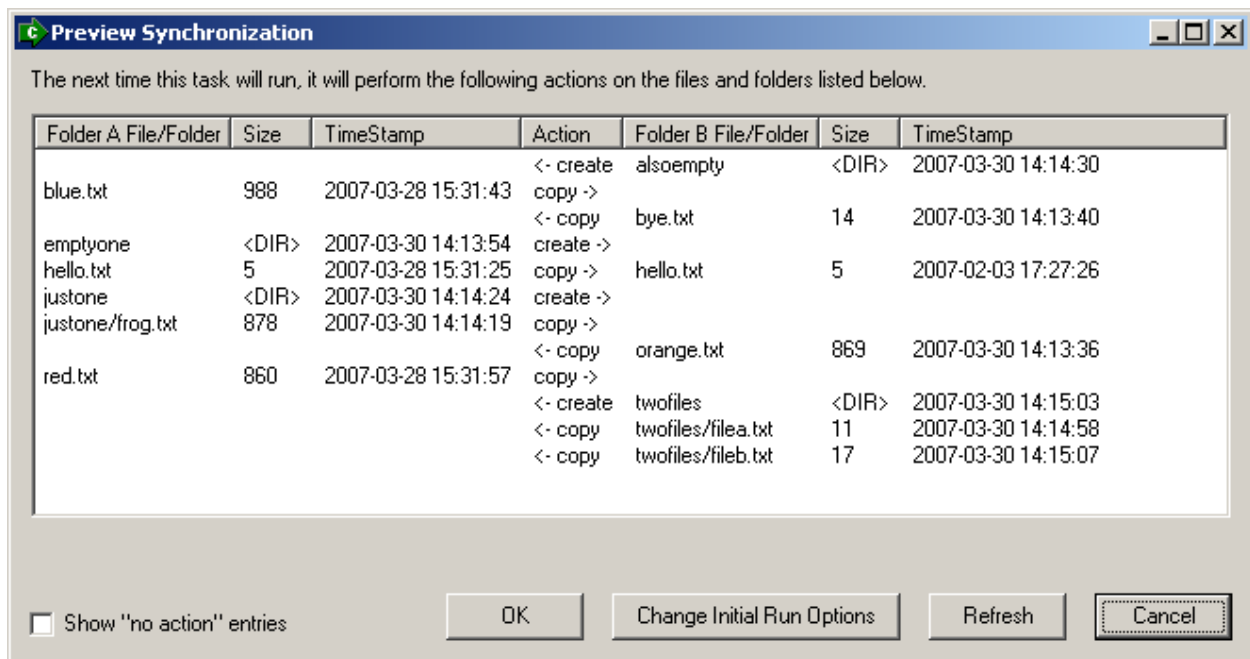 Preview Synchronization
The next time this task will run, it will perform the following actions on the files and folders listed below.
Folder A File/Folder Size TimeStamp Action Folder B File/Folder Size TimeStamp
<- create alsoempty <DIR> 2007-03-30 14:14:30
blue.txt 988 2007-03-28 15:31:43 copy ->
<- copy bye.txt 14 2007-03-30 14:13:40
emptyone <DIR> 2007-03-30 14:13:54 create ->
hello.txt 5 2007-03-28 15:31:25 copy -> hello.txt 5 2007-02-03 17:27:26
justone <DIR> 2007-03-30 14:14:24 create ->
justone/frog.txt 878 2007-03-30 14:14:19 copy ->
<- copy orange.txt 869 2007-03-30 14:13:36
red.txt 860 2007-03-28 15:31:57 copy ->
<- create twofiles <DIR> 2007-03-30 14:15:03
<- copy twofiles/filea.txt 11 2007-03-30 14:14:58
<- copy twofiles/fileb.txt 17 2007-03-30 14:15:07
Show "no action" entries OK Change Initial Run Options Refresh Cancel